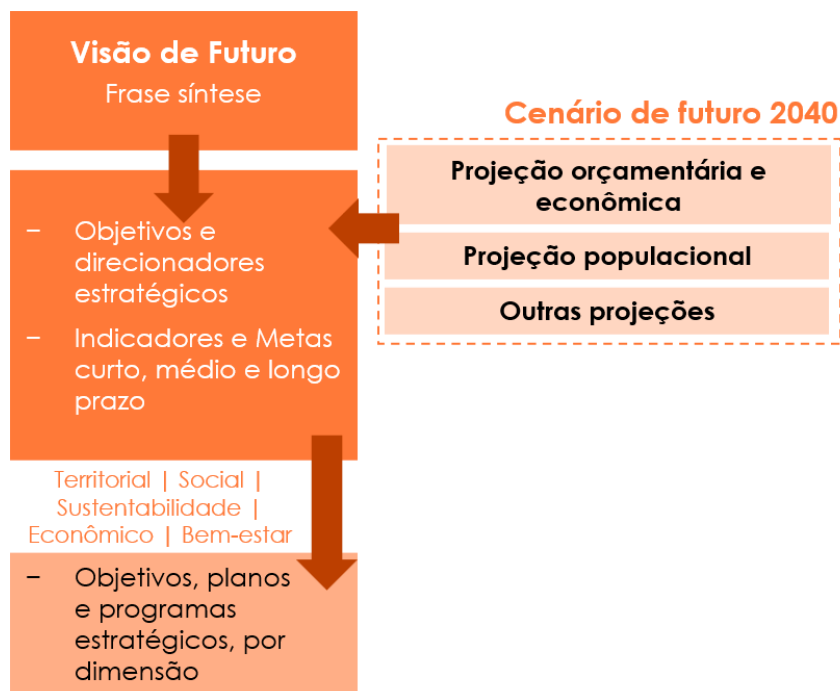 Visão de Futuro
Frase síntese
Cenário de futuro 2040
Projeção orçamentária e
econômica
Projeção populacional
Outras projeções
− Objetivos e
direcionadores
estratégicos
− Indicadores e Metas
curto, médio e longo
prazo
Territorial | Social |
Sustentabilidade |
Econômico | Bem-estar
− Objetivos, planos
e programas
estratégicos, por
dimensão